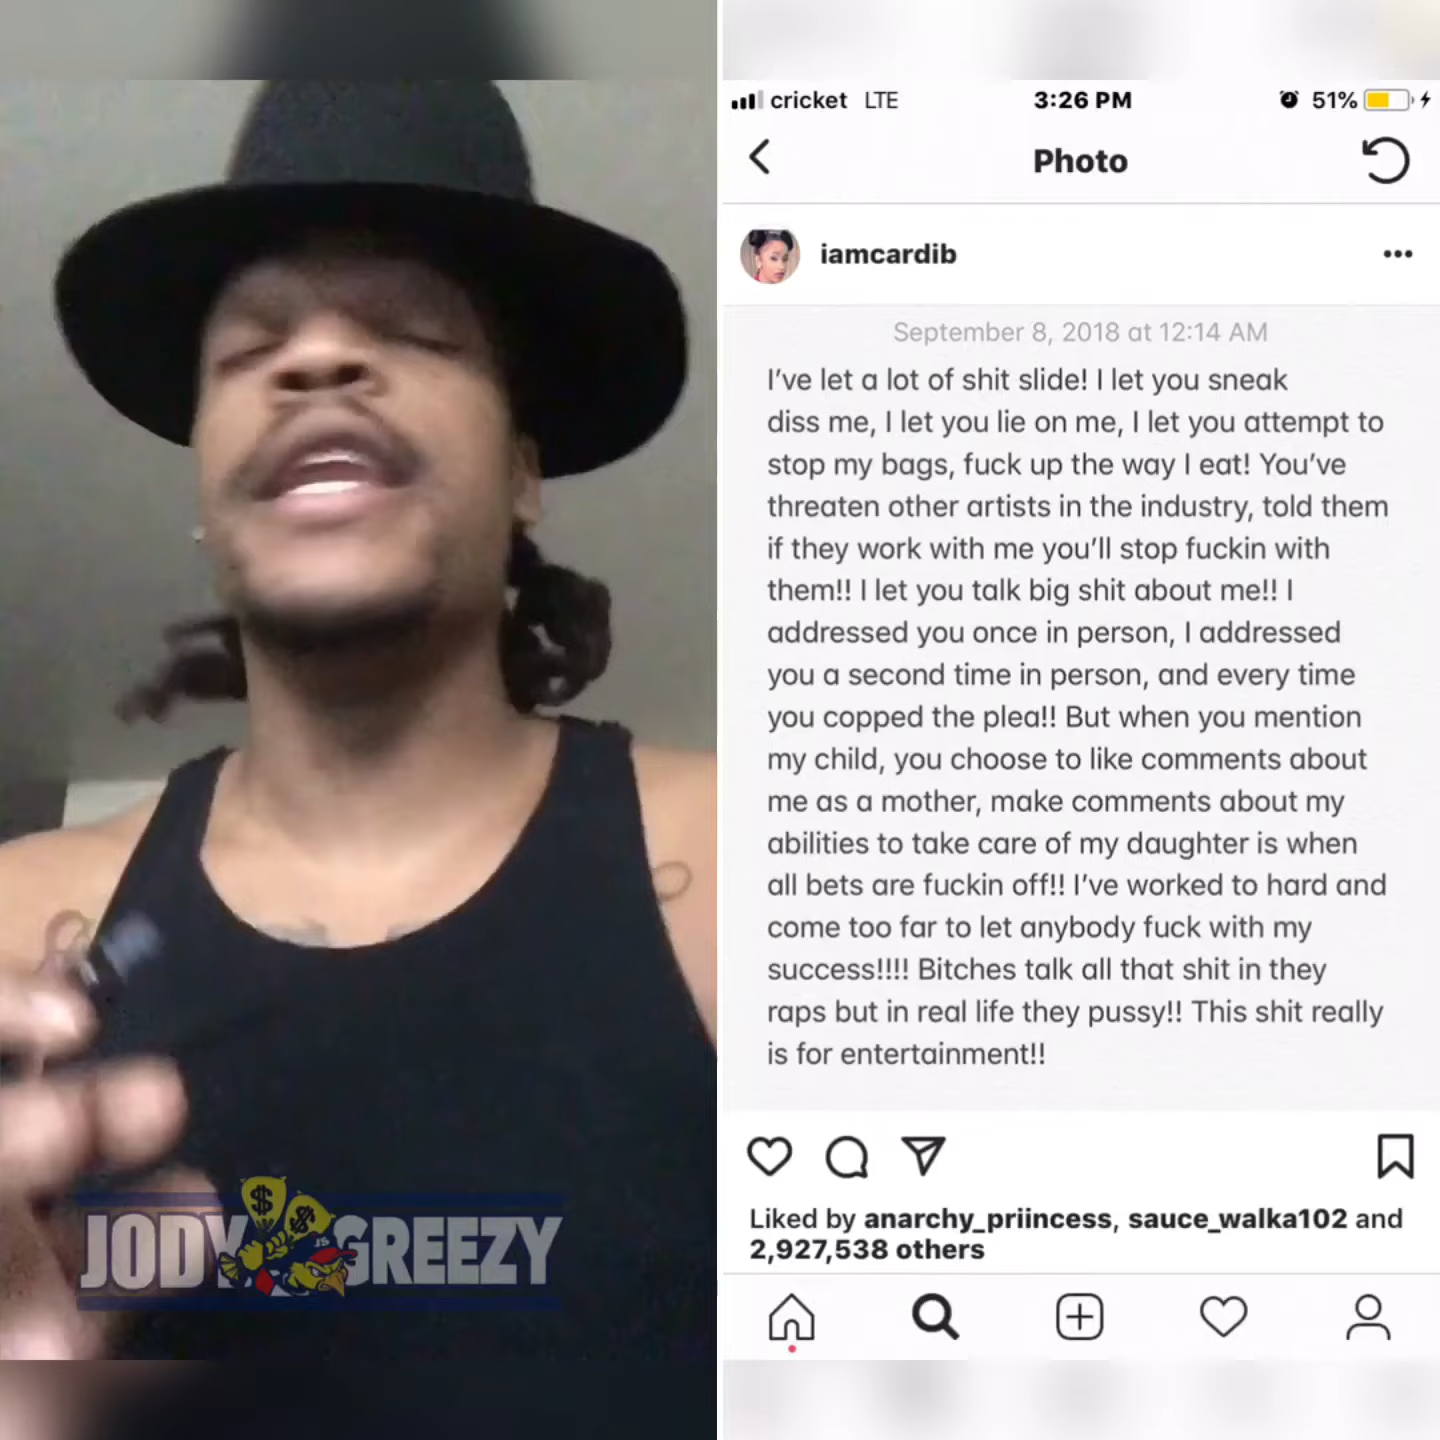 JODY GREEZY
JS
cricket LTE 3:26 PM 51%
Photo
iamcardib
September 8, 2018 at 12:14 AM
I’ve let a lot of shit slide! I let you sneak
diss me, I let you lie on me, I let you attempt to
stop my bags, fuck up the way I eat! You’ve
threaten other artists in the industry, told them
if they work with me you’ll stop fuckin with
them!! I let you talk big shit about me!! I
addressed you once in person, I addressed
you a second time in person, and every time
you copped the plea!! But when you mention
my child, you choose to like comments about
me as a mother, make comments about my
abilities to take care of my daughter is when
all bets are fuckin off!! I’ve worked to hard and
come too far to let anybody fuck with my
success!!!! Bitches talk all that shit in they
raps but in real life they pussy!! This shit really
is for entertainment!!
Liked by anarchy_priincess, sauce_walka102 and
2,927,538 others